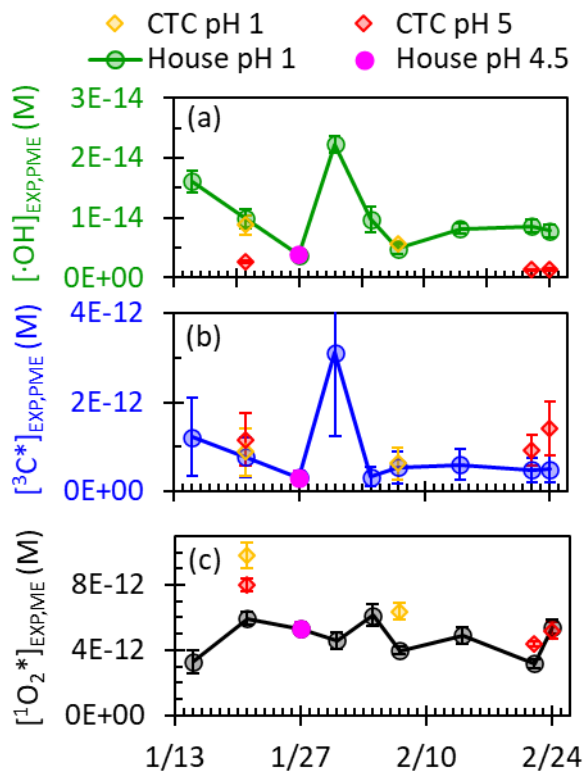 CTC pH 1 CTC pH 5
House pH 1 House pH 4.5
[·OH]EXP,PME (M)
3E-14
2E-14
1E-14
0E+00
(a)
[³C*]EXP,PME (M)
4E-12
2E-12
0E+00
(b)
[¹O₂*]EXP,ME (M)
8E-12
4E-12
0E+00
(c)
1/13 1/27 2/10 2/24